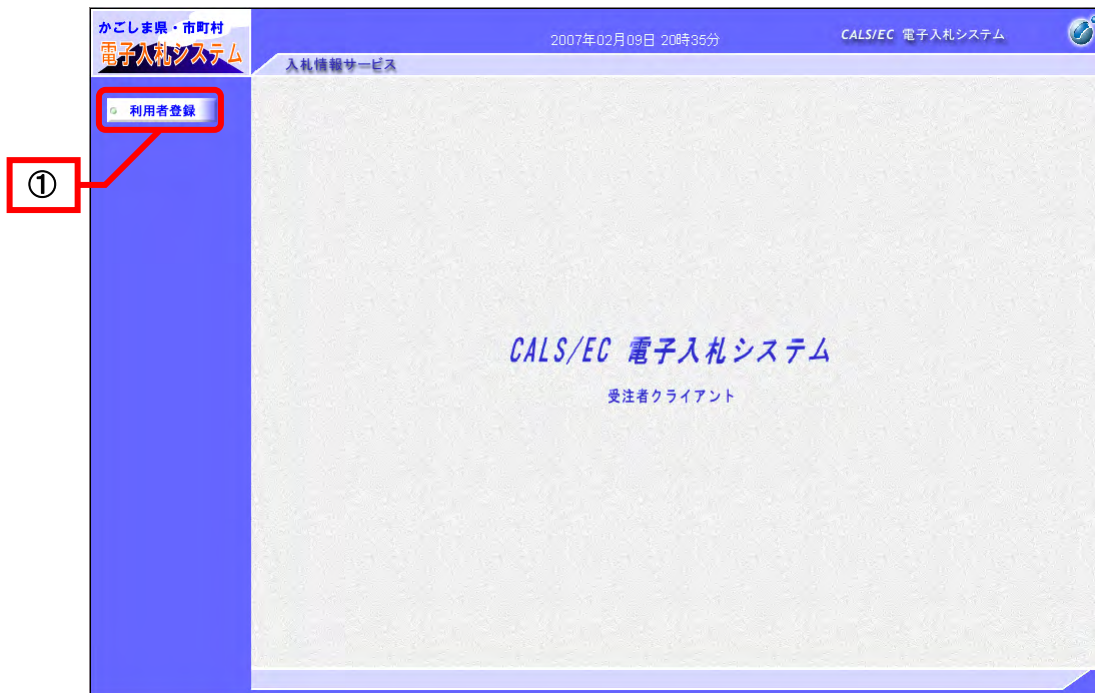 かごしま県・市町村
電子入札システム
2007年02月09日 20時35分
CALS/EC 電子入札システム
入札情報サービス
利用者登録
①
CALS/EC 電子入札システム
受注者クライアント